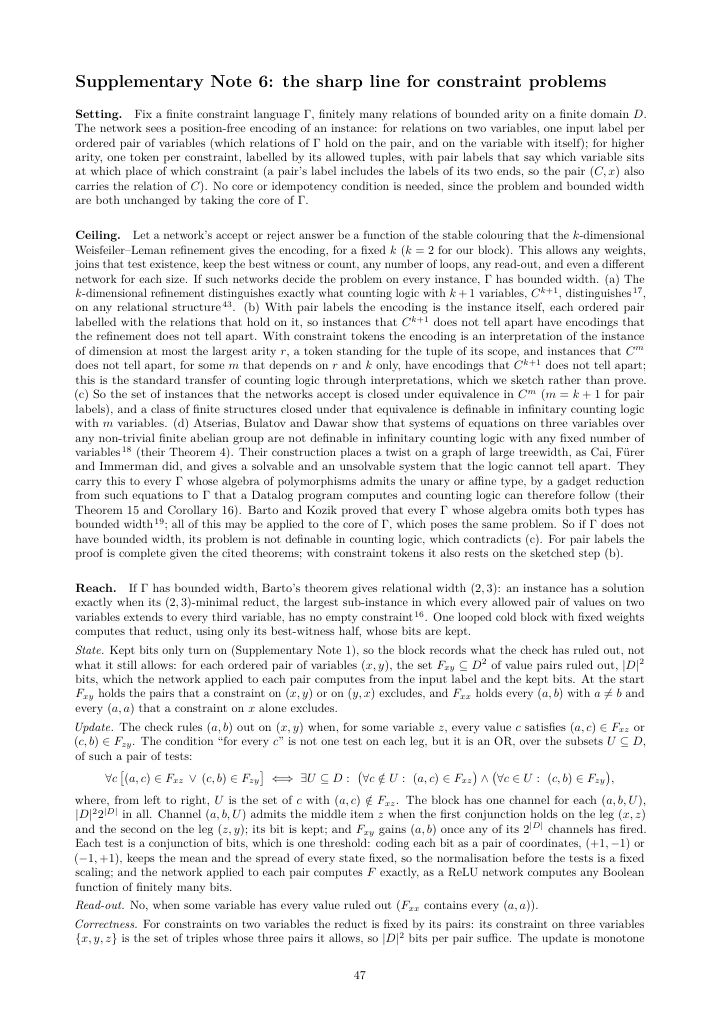 Supplementary Note 6: the sharp line for constraint problems
Setting. Fix a finite constraint language Γ, finitely many relations of bounded arity on a finite domain D.
The network sees a position-free encoding of an instance: for relations on two variables, one input label per
ordered pair of variables (which relations of Γ hold on the pair, and on the variable with itself); for higher
arity, one token per constraint, labelled by its allowed tuples, with pair labels that say which variable sits
at which place of which constraint (a pair's label includes the labels of its two ends, so the pair (C, x) also
carries the relation of C). No core or idempotency condition is needed, since the problem and bounded width
are both unchanged by taking the core of Γ.
Ceiling. Let a network's accept or reject answer be a function of the stable colouring that the k-dimensional
Weisfeiler–Leman refinement gives the encoding, for a fixed k (k = 2 for our block). This allows any weights,
joins that test existence, keep the best witness or count, any number of loops, any read-out, and even a different
network for each size. If such networks decide the problem on every instance, Γ has bounded width. (a) The
k-dimensional refinement distinguishes exactly what counting logic with k + 1 variables, C^{k+1}, distinguishes^{17},
on any relational structure^{43}. (b) With pair labels the encoding is the instance itself, each ordered pair
labelled with the relations that hold on it, so instances that C^{k+1} does not tell apart have encodings that
the refinement does not tell apart. With constraint tokens the encoding is an interpretation of the instance
of dimension at most the largest arity r, a token standing for the tuple of its scope, and instances that C^m
does not tell apart, for some m that depends on r and k only, have encodings that C^{k+1} does not tell apart;
this is the standard transfer of counting logic through interpretations, which we sketch rather than prove.
(c) So the set of instances that the networks accept is closed under equivalence in C^m (m = k + 1 for pair
labels), and a class of finite structures closed under that equivalence is definable in infinitary counting logic
with m variables. (d) Atserias, Bulatov and Dawar show that systems of equations on three variables over
any non-trivial finite abelian group are not definable in infinitary counting logic with any fixed number of
variables^{18} (their Theorem 4). Their construction places a twist on a graph of large treewidth, as Cai, Fürer
and Immerman did, and gives a solvable and an unsolvable system that the logic cannot tell apart. They
carry this to every Γ whose algebra of polymorphisms admits the unary or affine type, by a gadget reduction
from such equations to Γ that a Datalog program computes and counting logic can therefore follow (their
Theorem 15 and Corollary 16). Barto and Kozik proved that every Γ whose algebra omits both types has
bounded width^{19}; all of this may be applied to the core of Γ, which poses the same problem. So if Γ does not
have bounded width, its problem is not definable in counting logic, which contradicts (c). For pair labels the
proof is complete given the cited theorems; with constraint tokens it also rests on the sketched step (b).
Reach. If Γ has bounded width, Barto's theorem gives relational width (2, 3): an instance has a solution
exactly when its (2, 3)-minimal reduct, the largest sub-instance in which every allowed pair of values on two
variables extends to every third variable, has no empty constraint^{16}. One looped cold block with fixed weights
computes that reduct, using only its best-witness half, whose bits are kept.
State. Kept bits only turn on (Supplementary Note 1), so the block records what the check has ruled out, not
what it still allows: for each ordered pair of variables (x, y), the set F_{xy} ⊆ D² of value pairs ruled out, |D|²
bits, which the network applied to each pair computes from the input label and the kept bits. At the start
F_{xy} holds the pairs that a constraint on (x, y) or on (y, x) excludes, and F_{xx} holds every (a, b) with a ≠ b and
every (a, a) that a constraint on x alone excludes.
Update. The check rules (a, b) out on (x, y) when, for some variable z, every value c satisfies (a, c) ∈ F_{xz} or
(c, b) ∈ F_{zy}. The condition “for every c” is not one test on each leg, but it is an OR, over the subsets U ⊆ D,
of such a pair of tests:
∀c [(a, c) ∈ F_{xz} ∨ (c, b) ∈ F_{zy}] ⟺ ∃U ⊆ D : (∀c ∉ U : (a, c) ∈ F_{xz}) ∧ (∀c ∈ U : (c, b) ∈ F_{zy}),
where, from left to right, U is the set of c with (a, c) ∉ F_{xz}. The block has one channel for each (a, b, U),
|D|²2^{|D|} in all. Channel (a, b, U) admits the middle item z when the first conjunction holds on the leg (x, z)
and the second on the leg (z, y); its bit is kept; and F_{xy} gains (a, b) once any of its 2^{|D|} channels has fired.
Each test is a conjunction of bits, which is one threshold: coding each bit as a pair of coordinates, (+1, −1) or
(−1, +1), keeps the mean and the spread of every state fixed, so the normalisation before the tests is a fixed
scaling; and the network applied to each pair computes F exactly, as a ReLU network computes any Boolean
function of finitely many bits.
Read-out. No, when some variable has every value ruled out (F_{xx} contains every (a, a)).
Correctness. For constraints on two variables the reduct is fixed by its pairs: its constraint on three variables
{x, y, z} is the set of triples whose three pairs it allows, so |D|² bits per pair suffice. The update is monotone
47